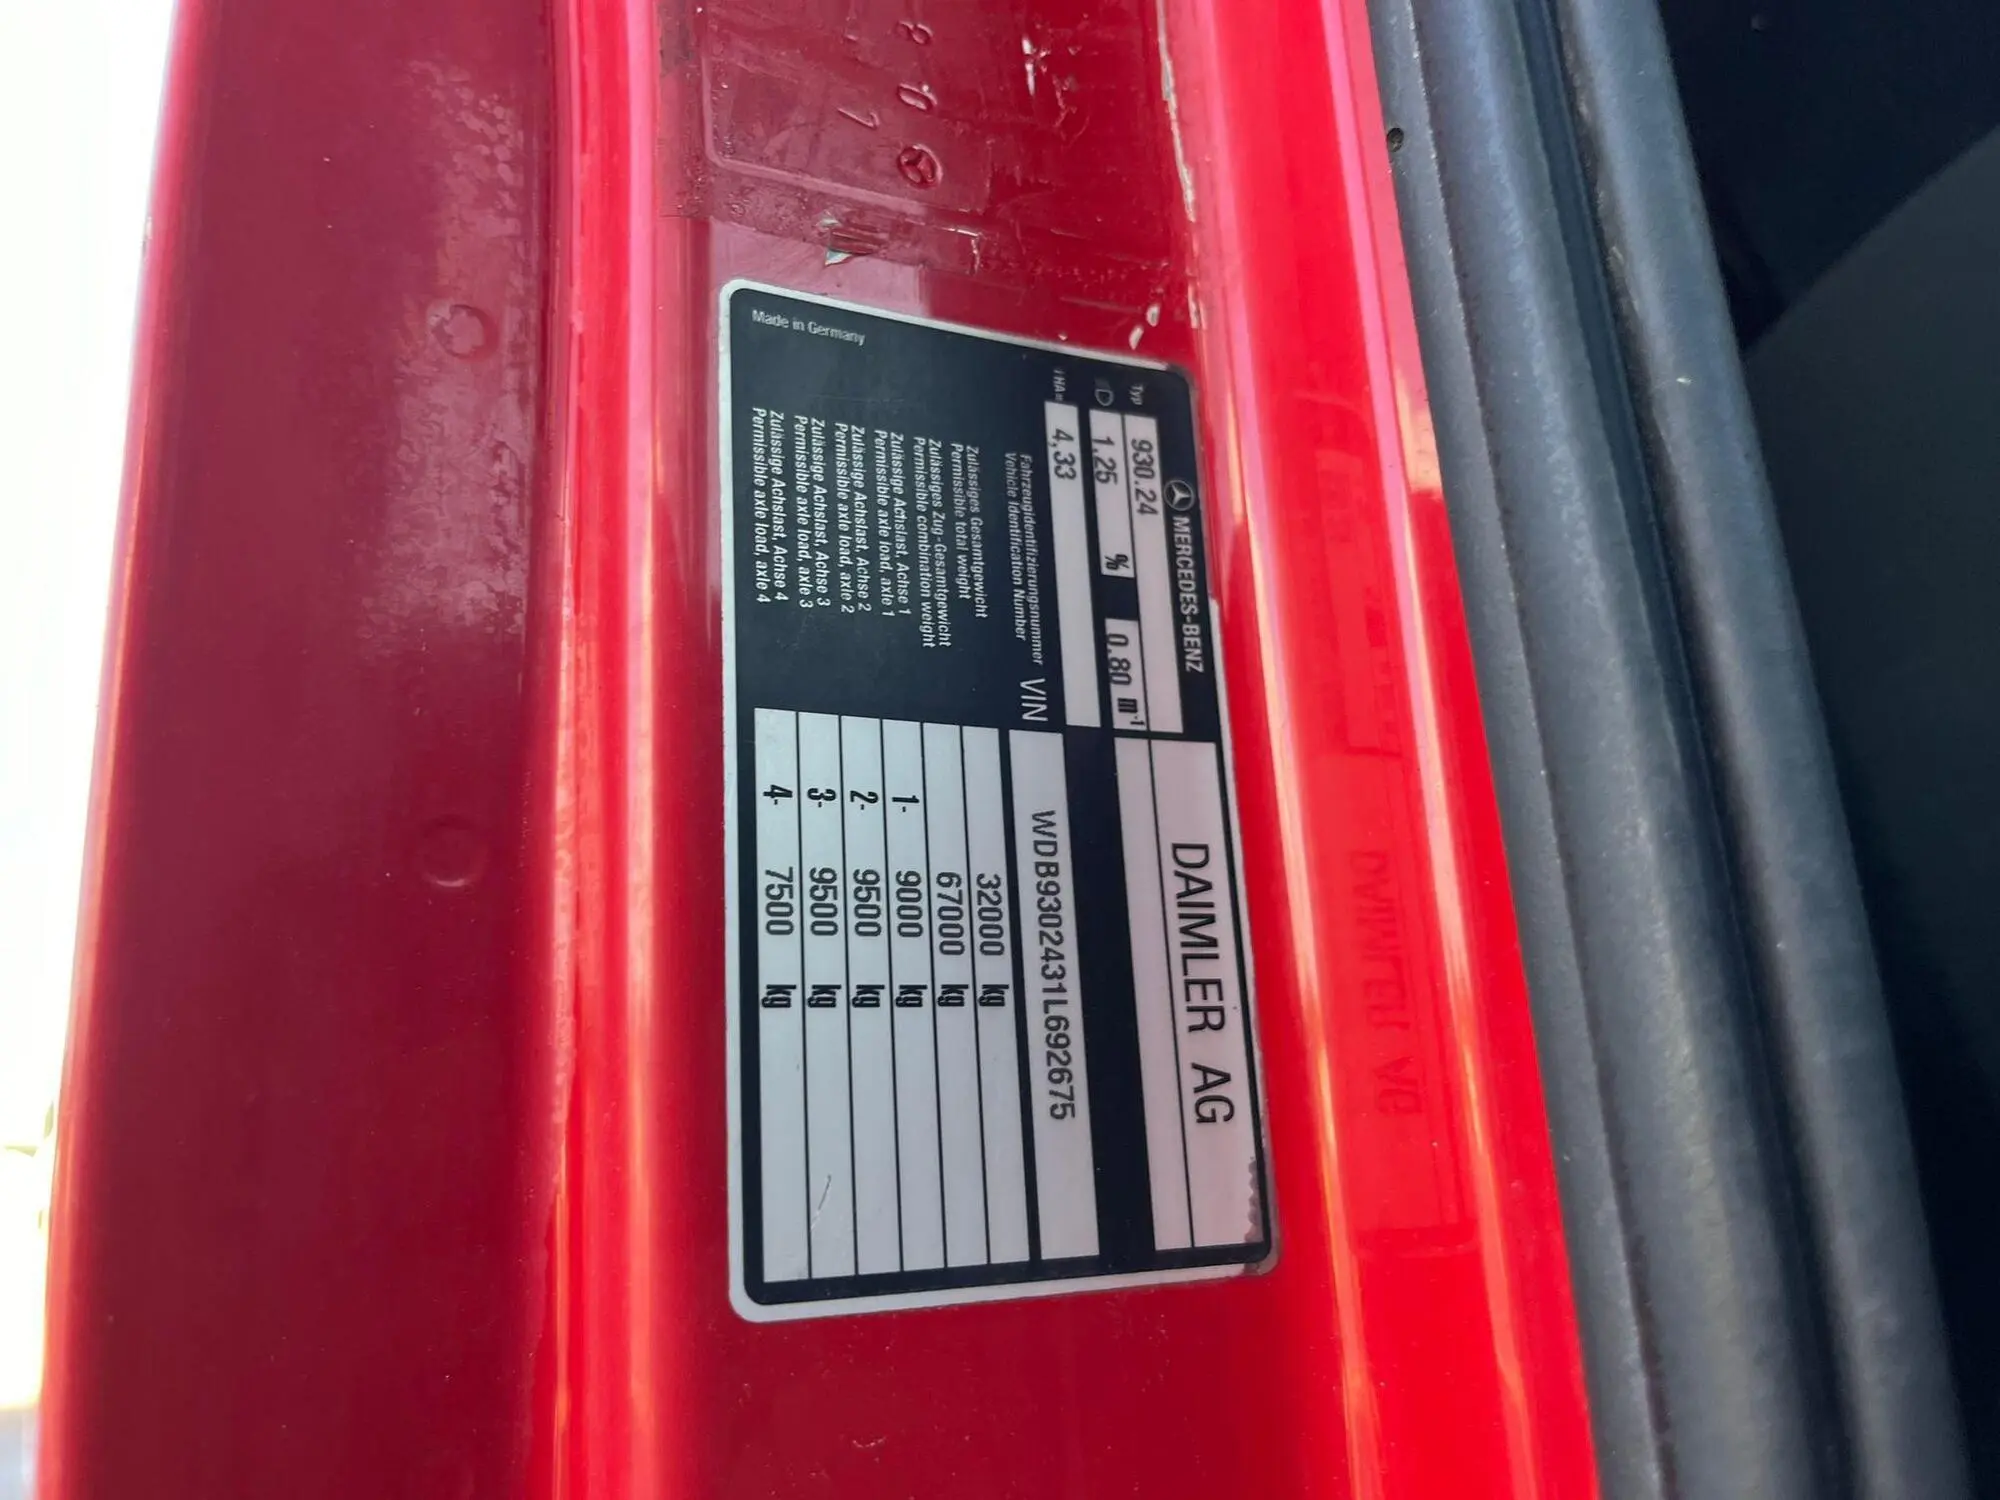 MERCEDES-BENZ
Typ 930.24 DAIMLER AG
1.25 % 0.80 m⁻¹
i HA= 4,33
Fahrzeugidentifizierungsnummer
Vehicle Identification Number VIN WDB9302431L692675
Zulässiges Gesamtgewicht
Permissible total weight 32000 kg
Zulässiges Zug-Gesamtgewicht
Permissible combination weight 67000 kg
Zulässige Achslast, Achse 1
Permissible axle load, axle 1 1- 9000 kg
Zulässige Achslast, Achse 2
Permissible axle load, axle 2 2- 9500 kg
Zulässige Achslast, Achse 3
Permissible axle load, axle 3 3- 9500 kg
Zulässige Achslast, Achse 4
Permissible axle load, axle 4 4- 7500 kg
Made in Germany